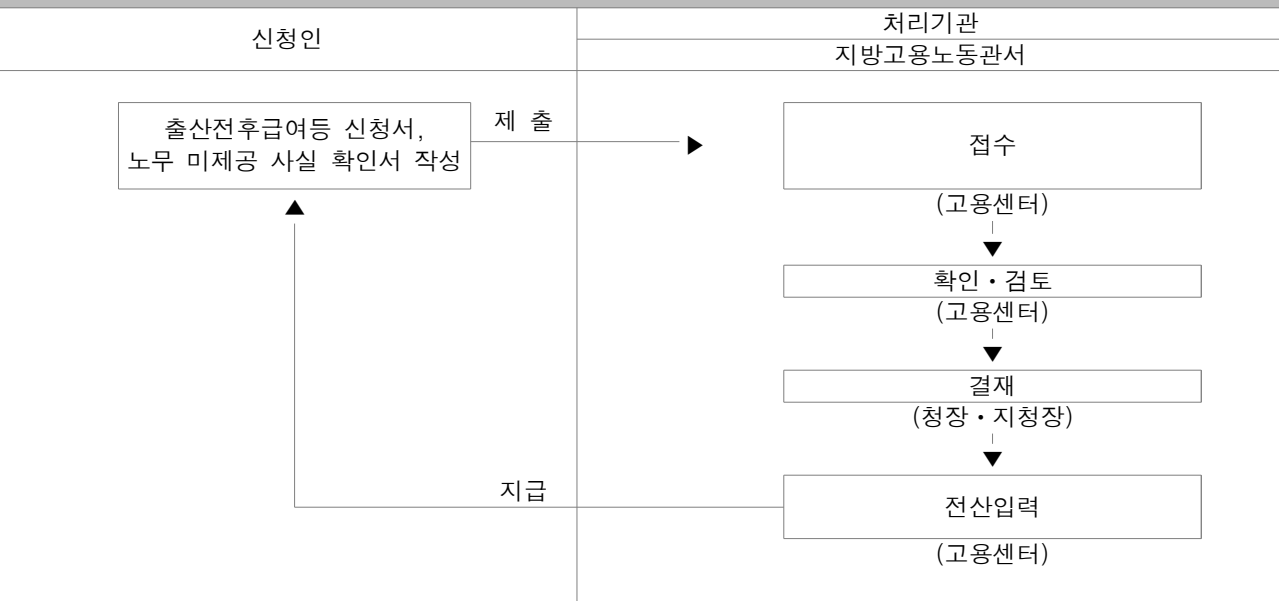 신청인
처리기관
지방고용노동관서
출산전후급여등 신청서,
노무 미제공 사실 확인서 작성
제 출
접수
(고용센터)
확인・검토
(고용센터)
결재
(청장・지청장)
지급
전산입력
(고용센터)